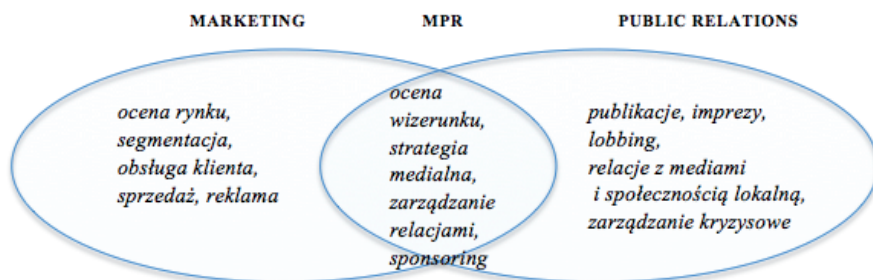 MARKETING MPR PUBLIC RELATIONS
ocena rynku,
segmentacja,
obsługa klienta,
sprzedaż, reklama
ocena
wizerunku,
strategia
medialna,
zarządzanie
relacjami,
sponsoring
publikacje, imprezy,
lobbing,
relacje z mediami
i społecznością lokalną,
zarządzanie kryzysowe